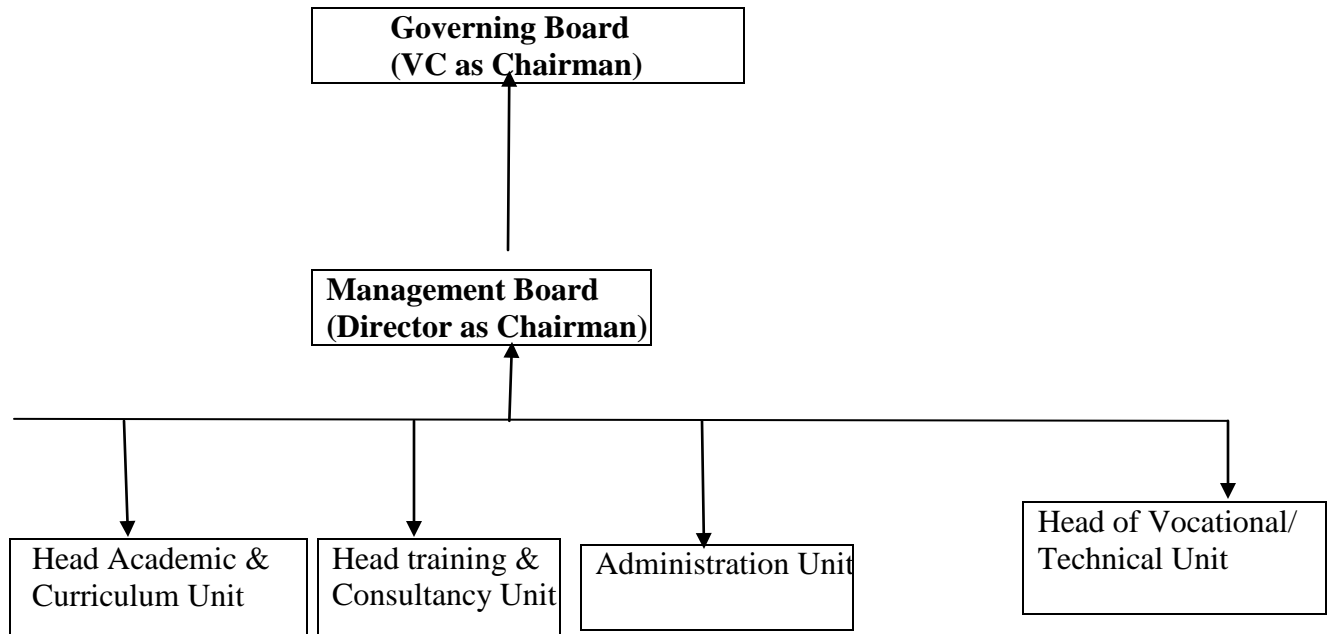 Governing Board
(VC as Chairman)
Management Board
(Director as Chairman)
Head Academic &
Curriculum Unit
Head training &
Consultancy Unit
Administration Unit
Head of Vocational/
Technical Unit